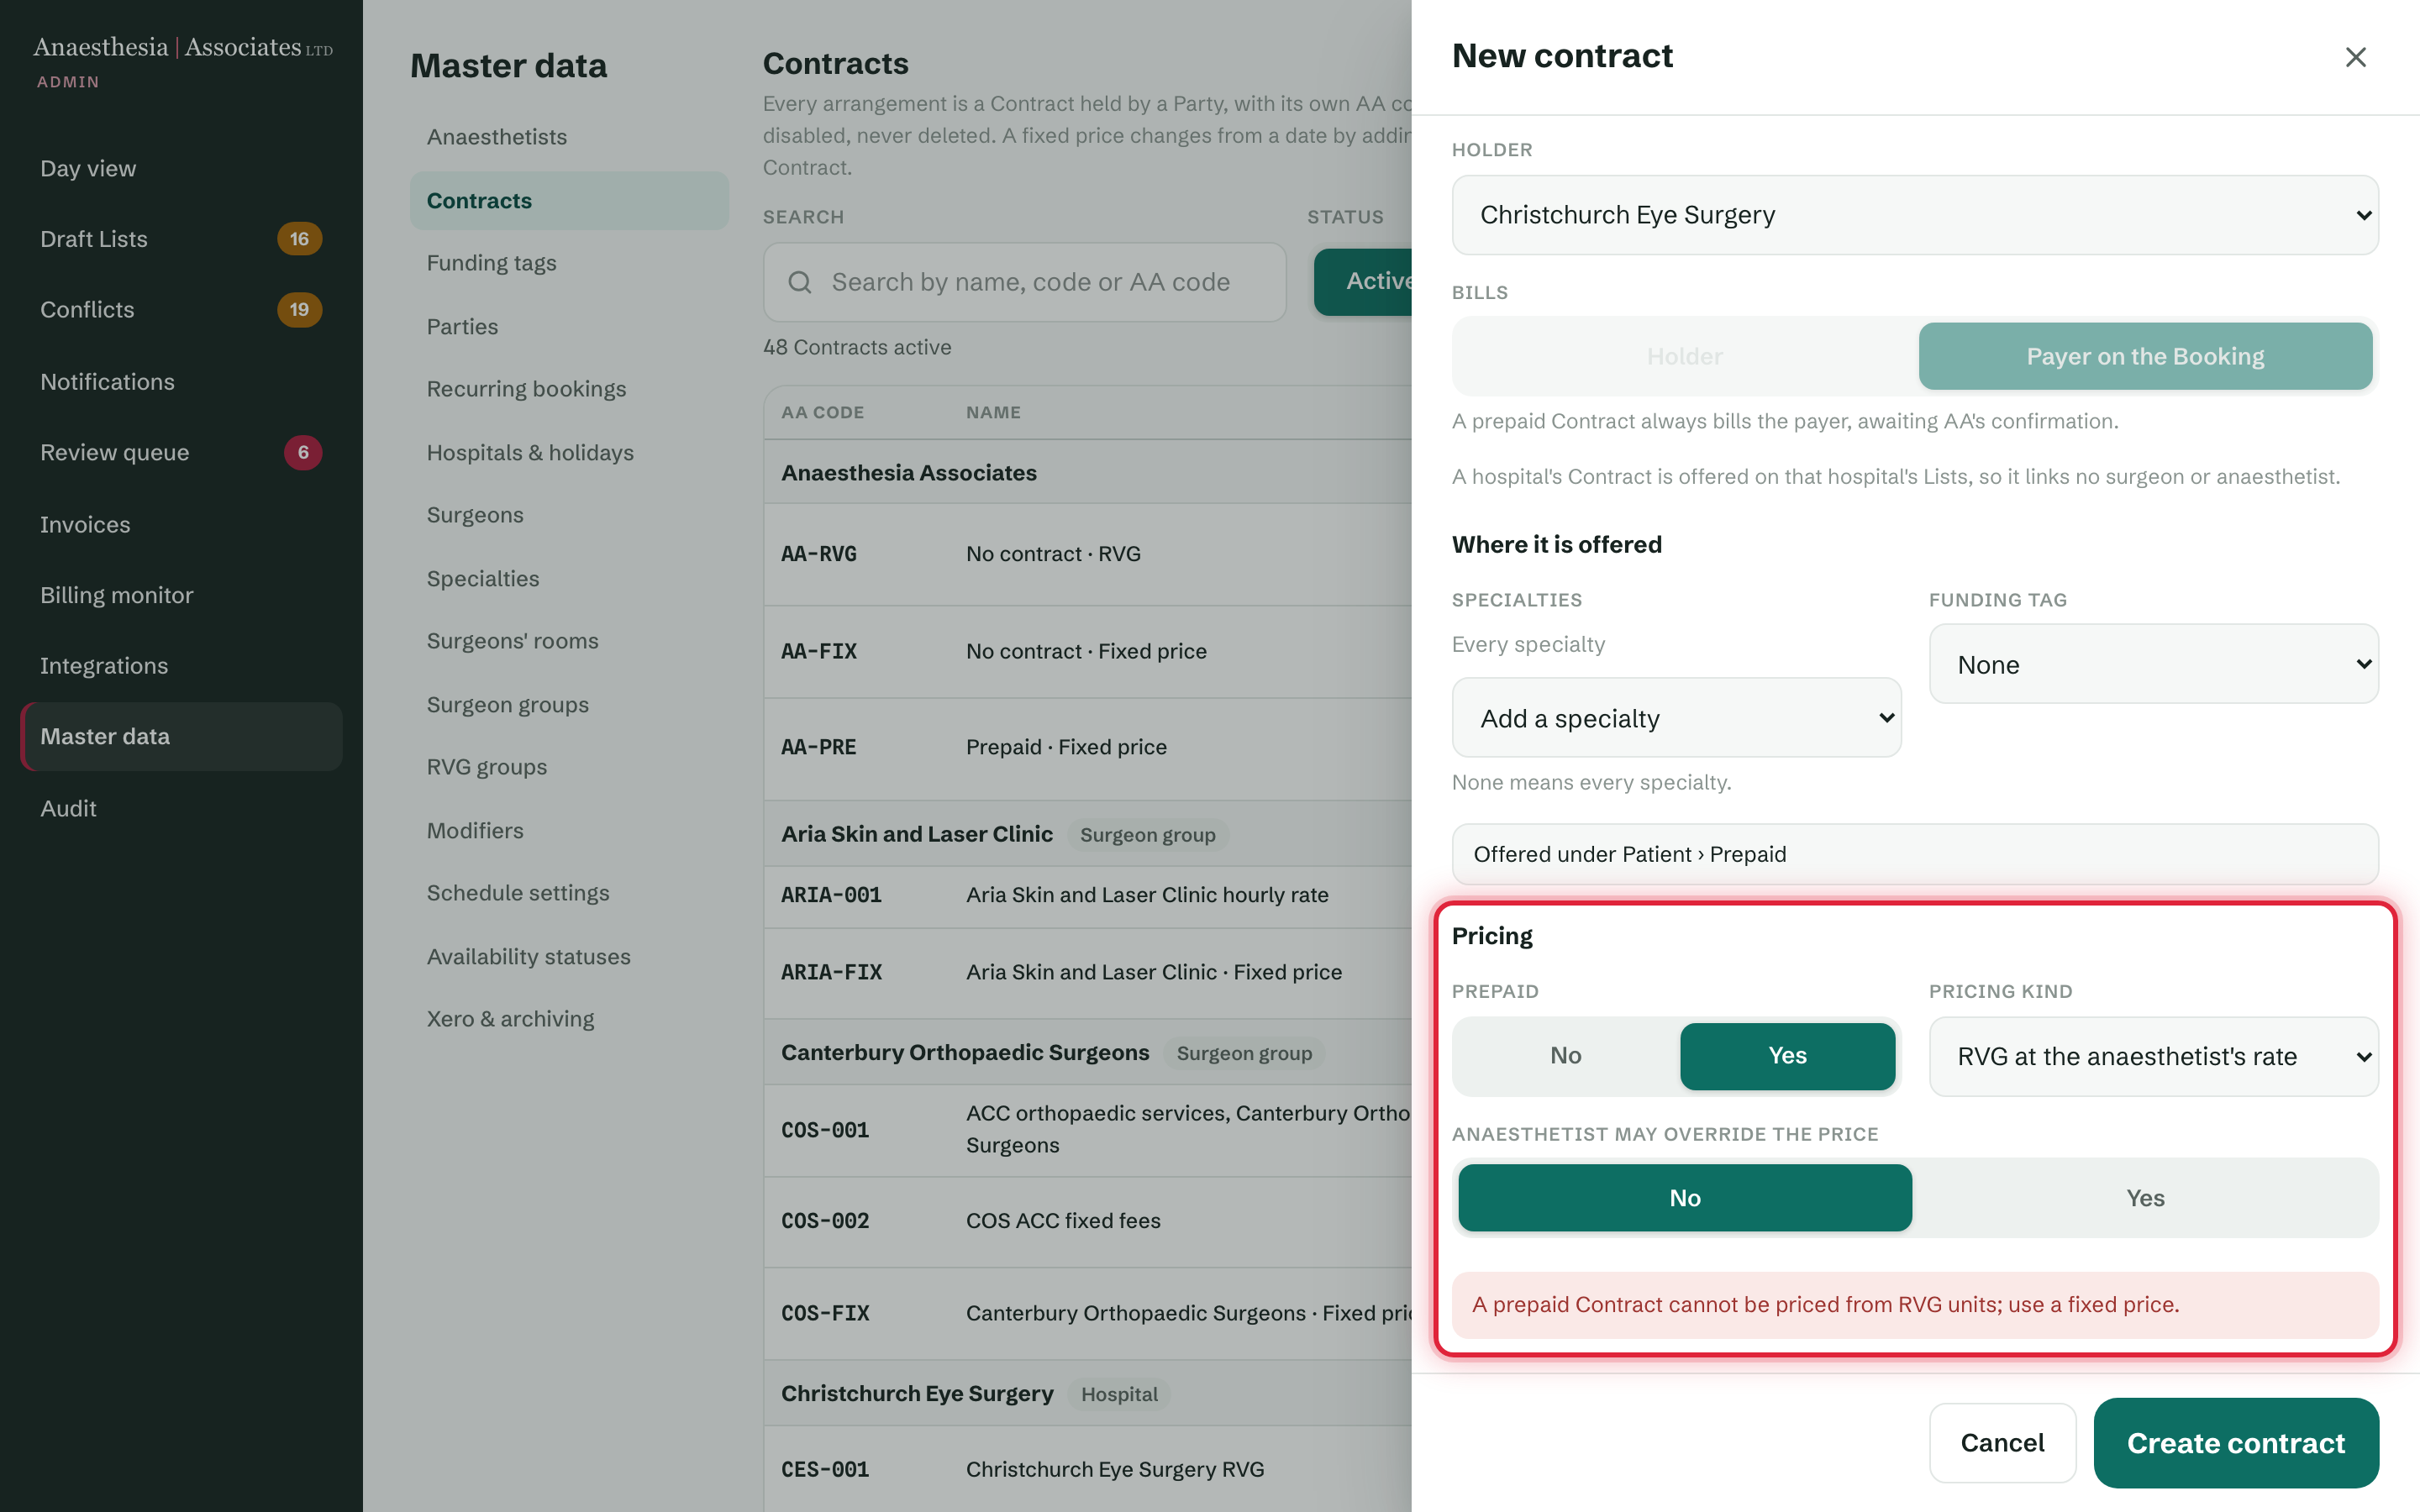 Anaesthesia | Associates LTD
ADMIN
Day view
Draft Lists 16
Conflicts 19
Notifications
Review queue 6
Invoices
Billing monitor
Integrations
Master data
Audit
Master data
Anaesthetists
Contracts
Funding tags
Parties
Recurring bookings
Hospitals & holidays
Surgeons
Specialties
Surgeons' rooms
Surgeon groups
RVG groups
Modifiers
Schedule settings
Availability statuses
Xero & archiving
Contracts
Every arrangement is a Contract held by a Party, with its own AA co
disabled, never deleted. A fixed price changes from a date by addin
Contract.
SEARCH STATUS
Search by name, code or AA code Active
48 Contracts active
AA CODE NAME
Anaesthesia Associates
AA-RVG No contract · RVG
AA-FIX No contract · Fixed price
AA-PRE Prepaid · Fixed price
Aria Skin and Laser Clinic Surgeon group
ARIA-001 Aria Skin and Laser Clinic hourly rate
ARIA-FIX Aria Skin and Laser Clinic · Fixed price
Canterbury Orthopaedic Surgeons Surgeon group
COS-001 ACC orthopaedic services, Canterbury Ortho
Surgeons
COS-002 COS ACC fixed fees
COS-FIX Canterbury Orthopaedic Surgeons · Fixed pric
Christchurch Eye Surgery Hospital
CES-001 Christchurch Eye Surgery RVG
New contract
HOLDER
Christchurch Eye Surgery
BILLS
Holder Payer on the Booking
A prepaid Contract always bills the payer, awaiting AA's confirmation.
A hospital's Contract is offered on that hospital's Lists, so it links no surgeon or anaesthetist.
Where it is offered
SPECIALTIES FUNDING TAG
Every specialty
None
Add a specialty
None means every specialty.
Offered under Patient › Prepaid
Pricing
PREPAID PRICING KIND
No Yes RVG at the anaesthetist's rate
ANAESTHETIST MAY OVERRIDE THE PRICE
No Yes
A prepaid Contract cannot be priced from RVG units; use a fixed price.
Cancel Create contract